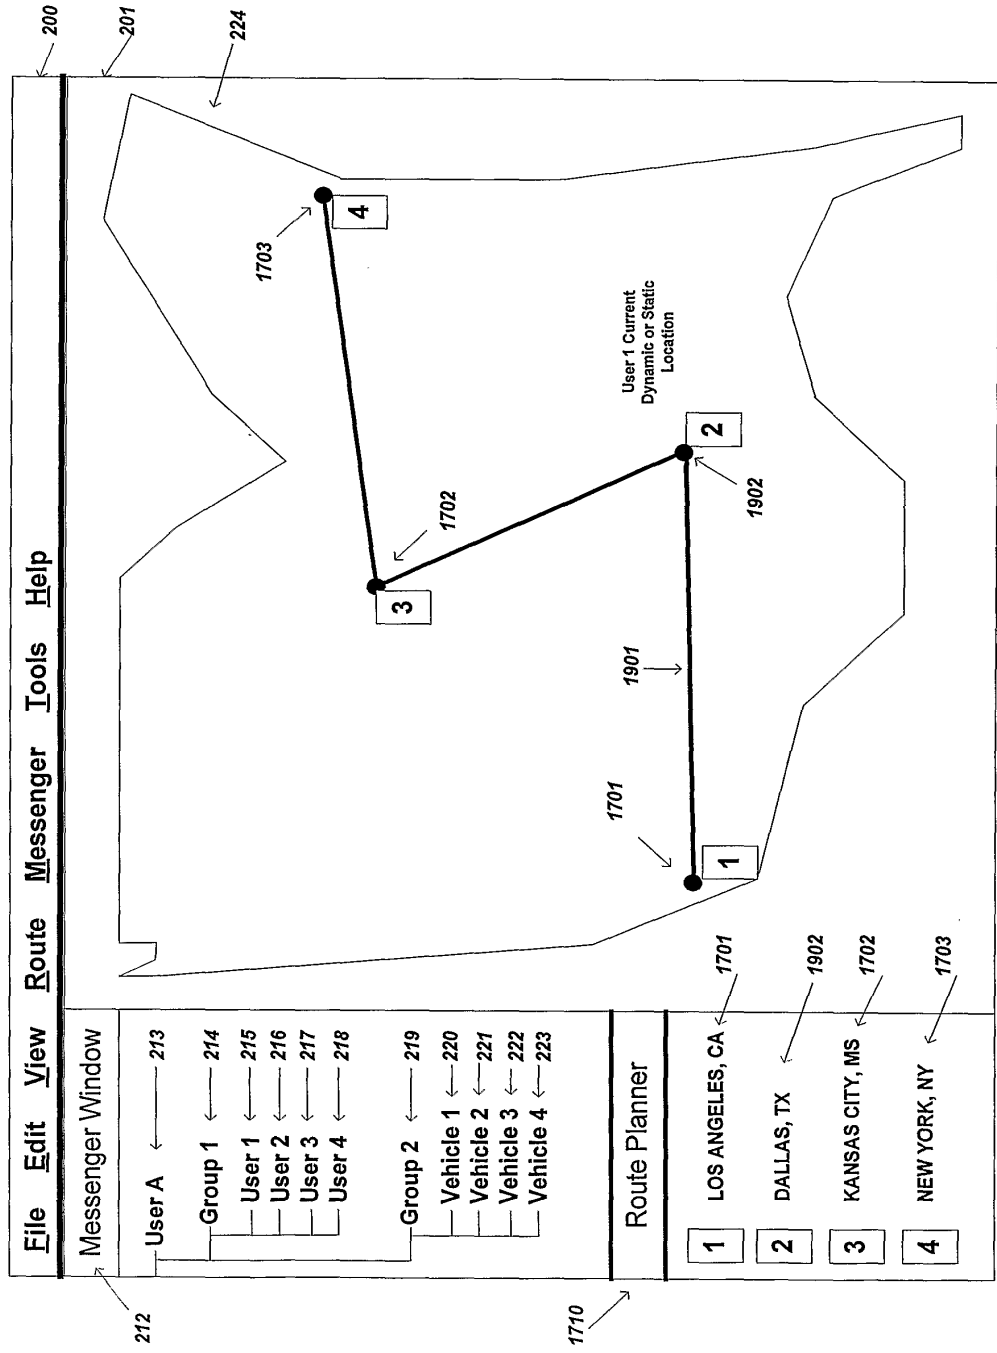 File Edit View Route Messenger Tools Help
200
201
224
Messenger Window
212
User A 213
Group 1 214
User 1 215
User 2 216
User 3 217
User 4 218
Group 2 219
Vehicle 1 220
Vehicle 2 221
Vehicle 3 222
Vehicle 4 223
Route Planner
1710
1 LOS ANGELES, CA 1701
2 DALLAS, TX 1902
3 KANSAS CITY, MS 1702
4 NEW YORK, NY 1703
1703
4
1702
3
User 1 Current
Dynamic or Static
Location
2
1902
1901
1701
1